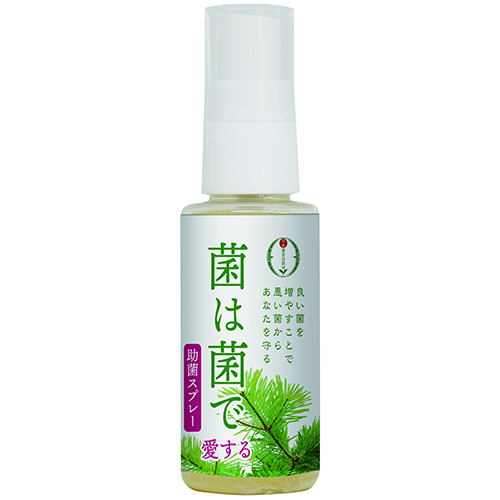 菌は菌で
愛する
助菌スプレー
良い菌を
増やすことで
悪い菌から
あなたを守る